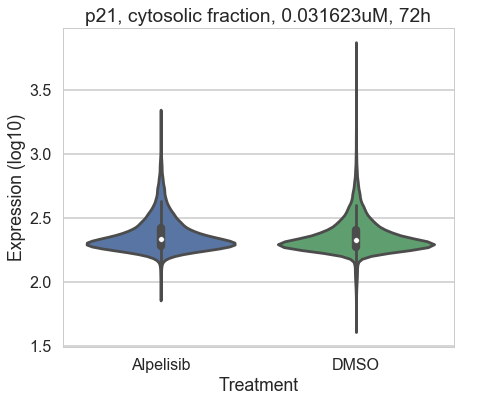 p21, cytosolic fraction, 0.031623uM, 72h
Expression (log10)
3.5
3.0
2.5
2.0
1.5
Alpelisib
DMSO
Treatment